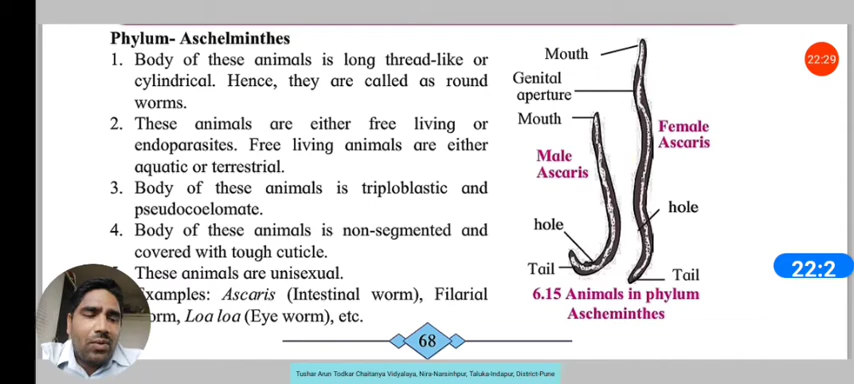 Phylum- Aschelminthes
1. Body of these animals is long thread-like or
cylindrical. Hence, they are called as round
worms.
2. These animals are either free living or
endoparasites. Free living animals are either
aquatic or terrestrial.
3. Body of these animals is triploblastic and
pseudocoelomate.
4. Body of these animals is non-segmented and
covered with tough cuticle.
These animals are unisexual.
xamples: Ascaris (Intestinal worm), Filarial
orm, Loa loa (Eye worm), etc.
Mouth
Genital
aperture
Mouth
Female
Ascaris
Male
Ascaris
hole
hole
Tail
Tail
6.15 Animals in phylum
Ascheminthes
68
22:29
22:2
Tushar Arun Todkar Chaitanya Vidyalaya, Nira-Narsinhpur, Taluka-Indapur, District-Pune